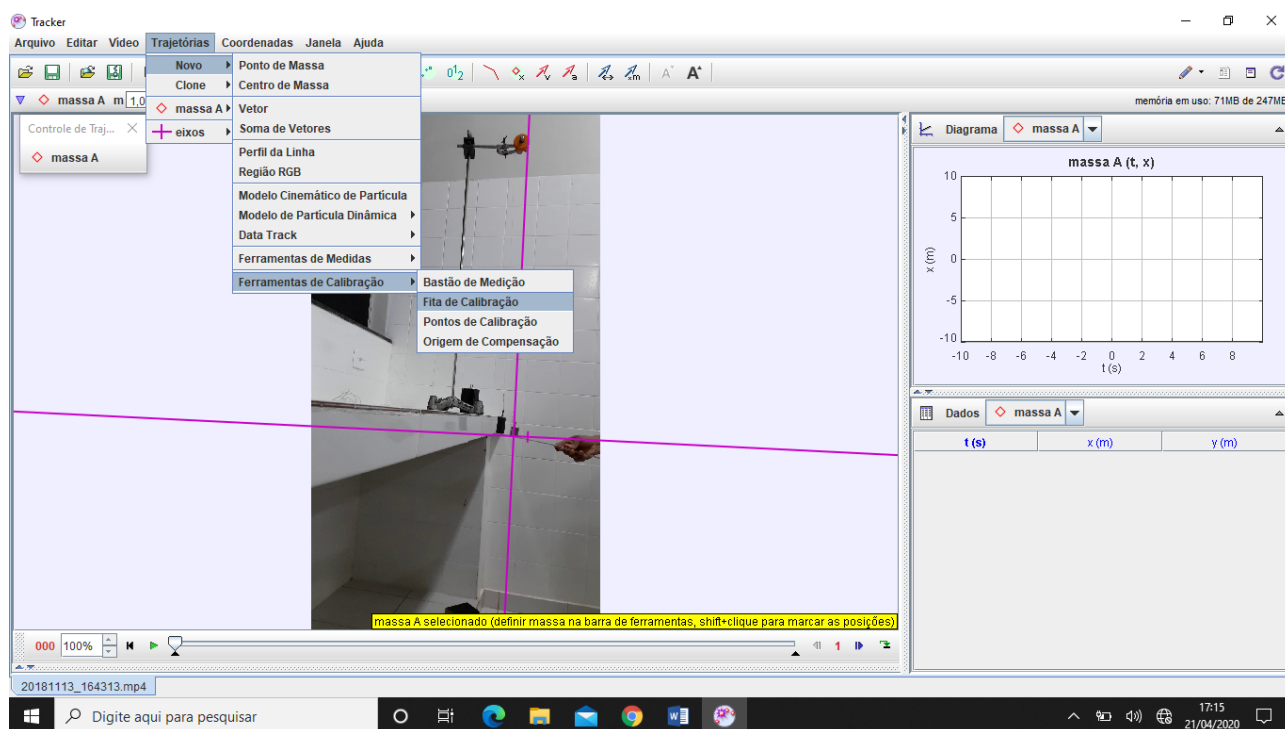 Tracker
Arquivo Editar Video Trajetórias Coordenadas Janela Ajuda
massa A m 1,0
memória em uso: 71MB de 247MB
Novo
Clone
massa A
eixos
Ponto de Massa
Centro de Massa
Vetor
Soma de Vetores
Perfil da Linha
Região RGB
Modelo Cinemático de Partícula
Modelo de Partícula Dinâmica
Data Track
Ferramentas de Medidas
Ferramentas de Calibração
Bastão de Medição
Fita de Calibração
Pontos de Calibração
Origem de Compensação
Controle de Traj...
massa A
Diagrama massa A
massa A (t, x)
x (m)
10
5
0
-5
-10
-10 -8 -6 -4 -2 0 2 4 6 8
t (s)
Dados massa A
t (s) x (m) y (m)
massa A selecionado (definir massa na barra de ferramentas, shift+clique para marcar as posições)
000 100% 1
20181113_164313.mp4
Digite aqui para pesquisar
17:15
21/04/2020